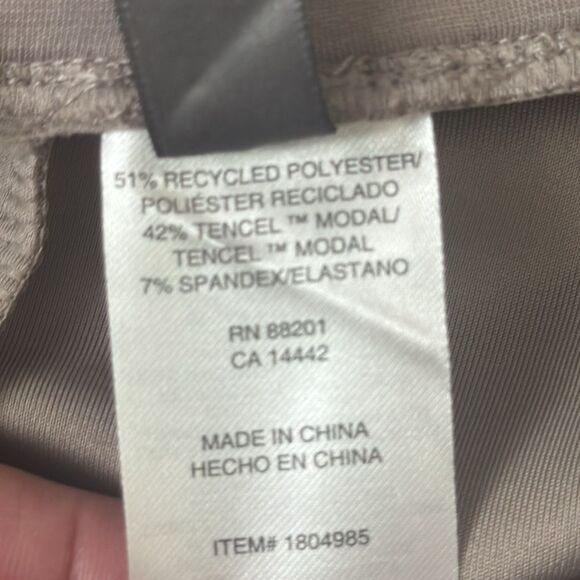 51% RECYCLED POLYESTER/
POLIÉSTER RECICLADO
42% TENCEL ™ MODAL/
TENCEL ™ MODAL
7% SPANDEX/ELASTANO
RN 88201
CA 14442
MADE IN CHINA
HECHO EN CHINA
ITEM# 1804985